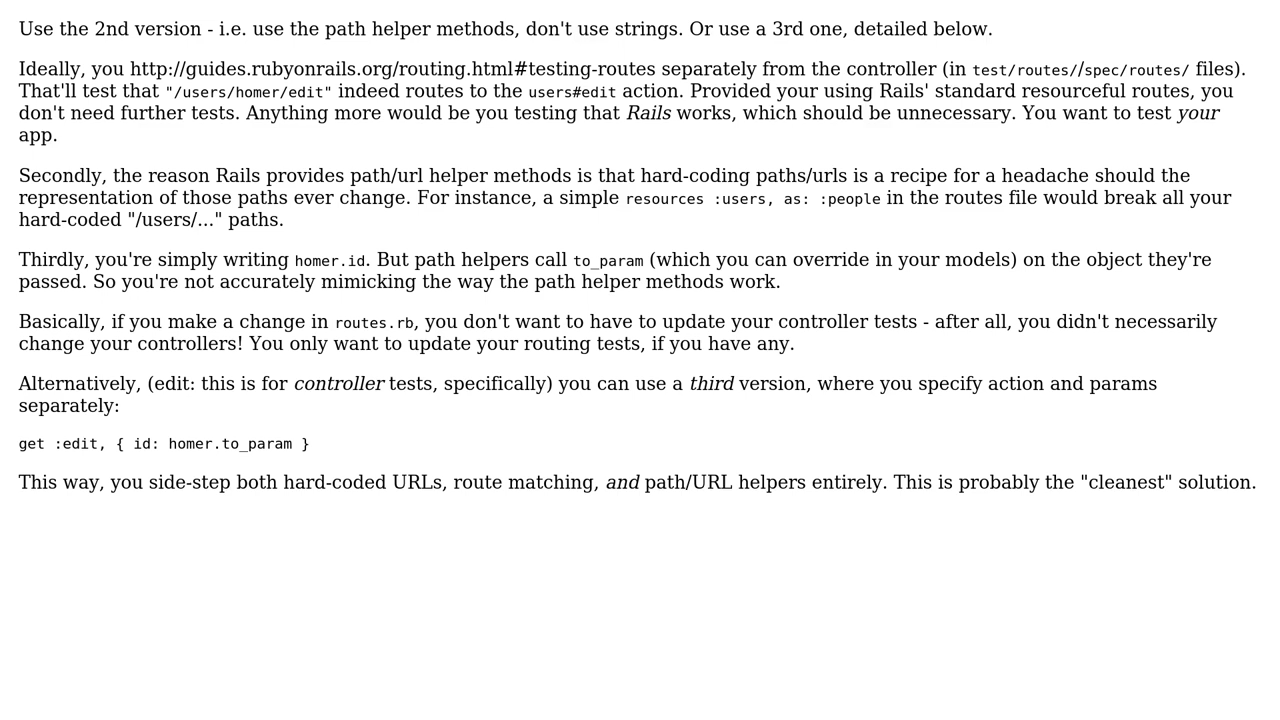 Use the 2nd version - i.e. use the path helper methods, don't use strings. Or use a 3rd one, detailed below.
Ideally, you http://guides.rubyonrails.org/routing.html#testing-routes separately from the controller (in test/routes//spec/routes/ files).
That'll test that "/users/homer/edit" indeed routes to the users#edit action. Provided your using Rails' standard resourceful routes, you
don't need further tests. Anything more would be you testing that Rails works, which should be unnecessary. You want to test your
app.
Secondly, the reason Rails provides path/url helper methods is that hard-coding paths/urls is a recipe for a headache should the
representation of those paths ever change. For instance, a simple resources :users, as: :people in the routes file would break all your
hard-coded "/users/..." paths.
Thirdly, you're simply writing homer.id. But path helpers call to_param (which you can override in your models) on the object they're
passed. So you're not accurately mimicking the way the path helper methods work.
Basically, if you make a change in routes.rb, you don't want to have to update your controller tests - after all, you didn't necessarily
change your controllers! You only want to update your routing tests, if you have any.
Alternatively, (edit: this is for controller tests, specifically) you can use a third version, where you specify action and params
separately:
get :edit, { id: homer.to_param }
This way, you side-step both hard-coded URLs, route matching, and path/URL helpers entirely. This is probably the "cleanest" solution.